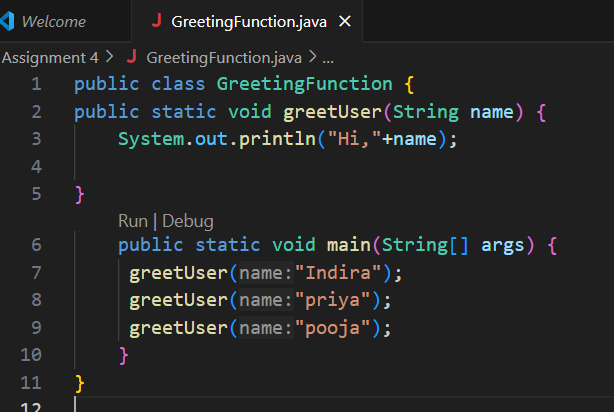 Welcome J GreetingFunction.java ×
Assignment 4 > J GreetingFunction.java > ...
1 public class GreetingFunction {
2 public static void greetUser(String name) {
3     System.out.println("Hi,"+name);
4
5 }
Run | Debug
6     public static void main(String[] args) {
7      greetUser(name:"Indira");
8      greetUser(name:"priya");
9      greetUser(name:"pooja");
10     }
11 }
12